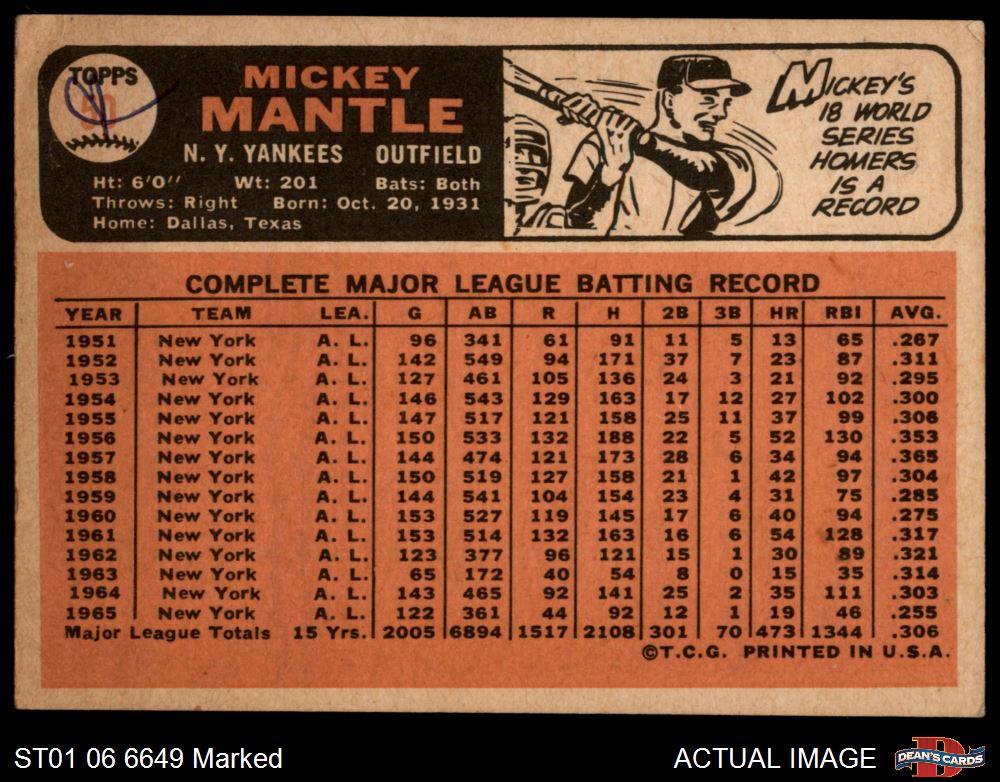 TOPPS
50
MICKEY
MANTLE
N. Y. YANKEES OUTFIELD
Ht: 6'0'' Wt: 201 Bats: Both
Throws: Right Born: Oct. 20, 1931
Home: Dallas, Texas
MICKEY'S
18 WORLD
SERIES
HOMERS
IS A
RECORD
COMPLETE MAJOR LEAGUE BATTING RECORD
YEAR TEAM LEA. G AB R H 2B 3B HR RBI AVG.
1951 New York A. L. 96 341 61 91 11 5 13 65 .267
1952 New York A. L. 142 549 94 171 37 7 23 87 .311
1953 New York A. L. 127 461 105 136 24 3 21 92 .295
1954 New York A. L. 146 543 129 163 17 12 27 102 .300
1955 New York A. L. 147 517 121 158 25 11 37 99 .306
1956 New York A. L. 150 533 132 188 22 5 52 130 .353
1957 New York A. L. 144 474 121 173 28 6 34 94 .365
1958 New York A. L. 150 519 127 158 21 1 42 97 .304
1959 New York A. L. 144 541 104 154 23 4 31 75 .285
1960 New York A. L. 153 527 119 145 17 6 40 94 .275
1961 New York A. L. 153 514 132 163 16 6 54 128 .317
1962 New York A. L. 123 377 96 121 15 1 30 89 .321
1963 New York A. L. 65 172 40 54 8 0 15 35 .314
1964 New York A. L. 143 465 92 141 25 2 35 111 .303
1965 New York A. L. 122 361 44 92 12 1 19 46 .255
Major League Totals 15 Yrs. 2005 6894 1517 2108 301 70 473 1344 .306
©T.C.G. PRINTED IN U.S.A.
ST01 06 6649 Marked
ACTUAL IMAGE
D
DEAN'S CARDS